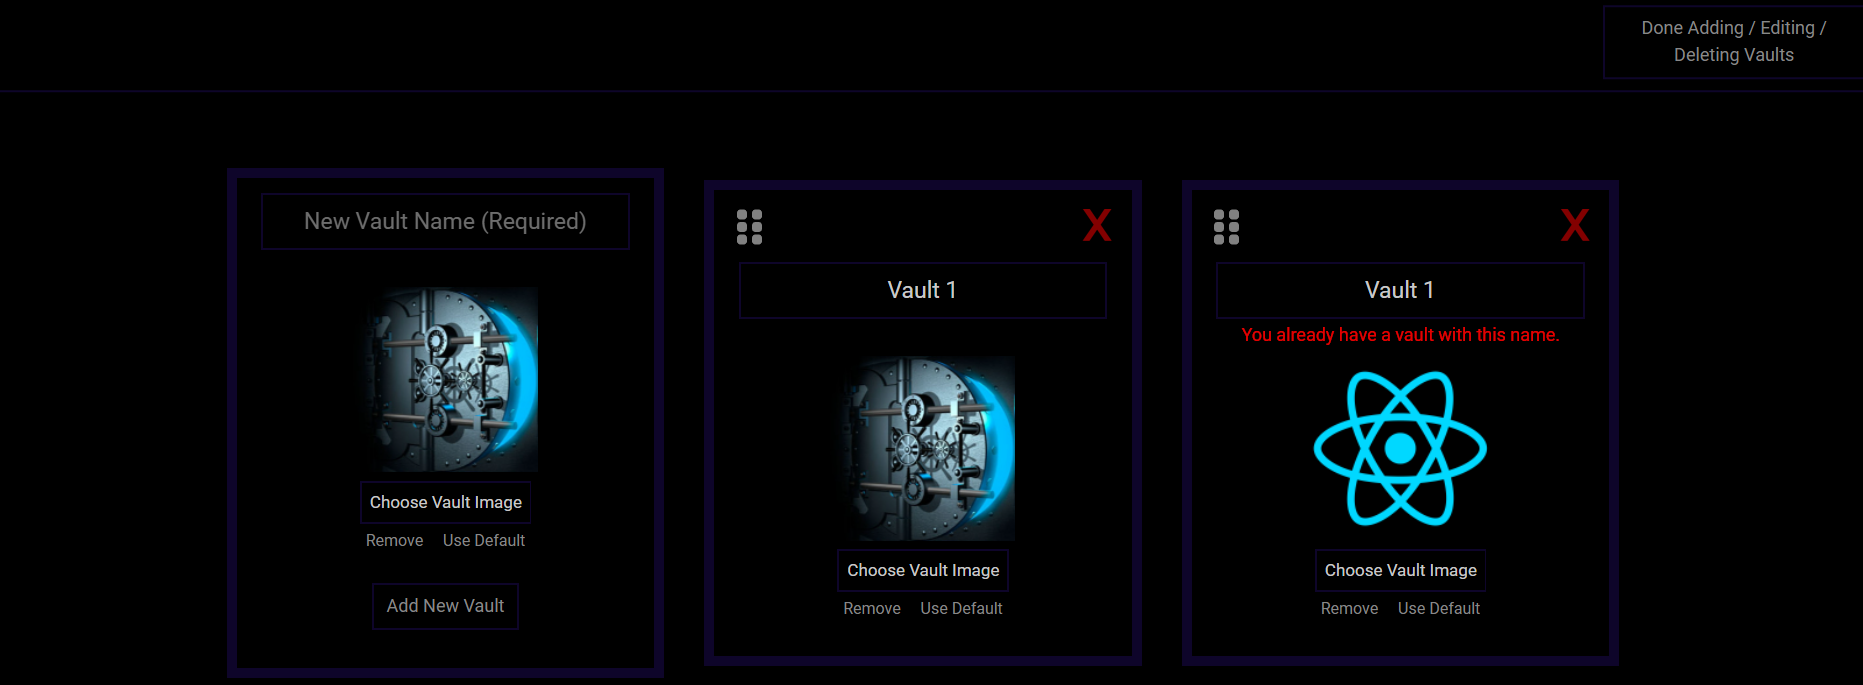 Done Adding / Editing /
Deleting Vaults
New Vault Name (Required)
Choose Vault Image
Remove Use Default
Add New Vault
X
Vault 1
Choose Vault Image
Remove Use Default
X
Vault 1
You already have a vault with this name.
Choose Vault Image
Remove Use Default